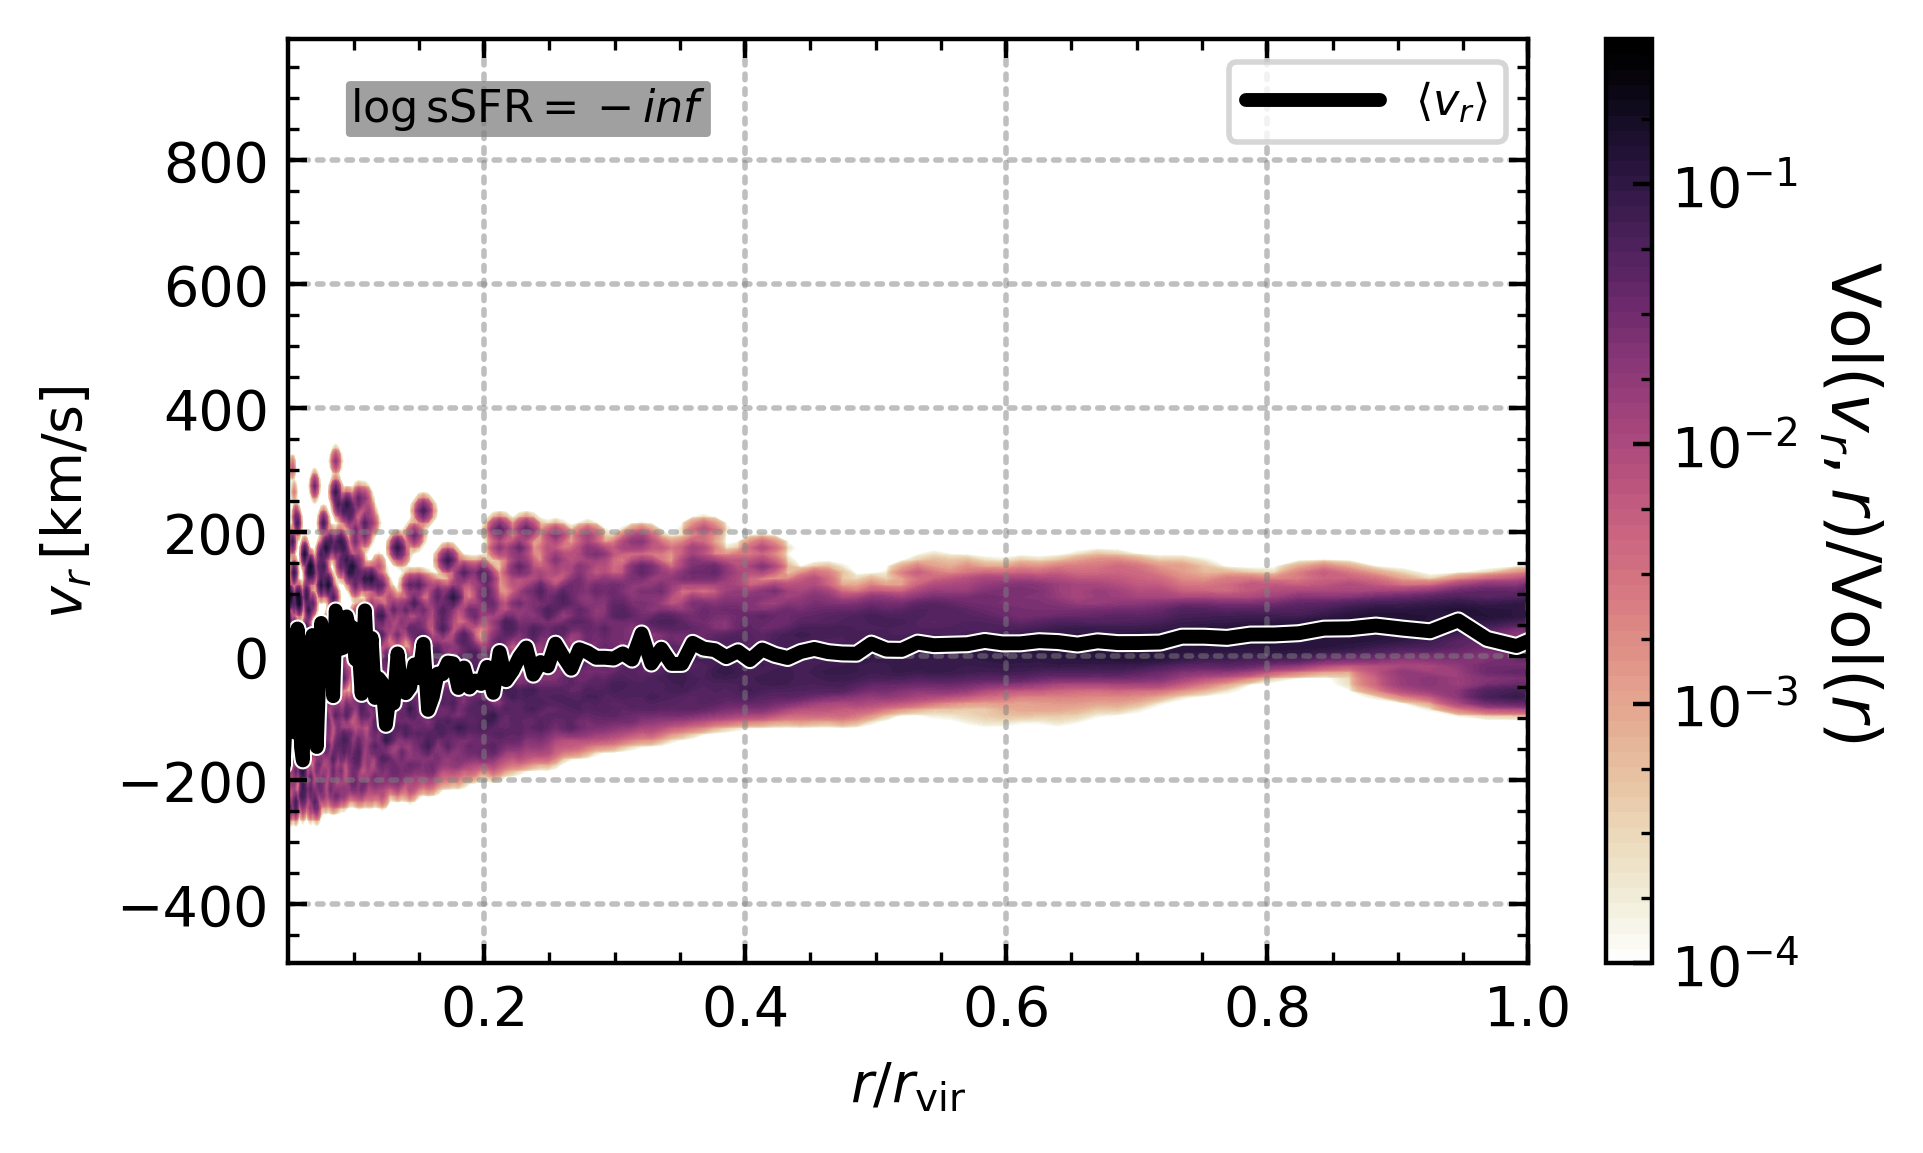 log sSFR = −inf
⟨v_r⟩
800
600
400
200
0
−200
−400
v_r [km/s]
0.2 0.4 0.6 0.8 1.0
r/r_vir
10⁻¹
10⁻²
10⁻³
10⁻⁴
Vol(v_r, r)/Vol(r)